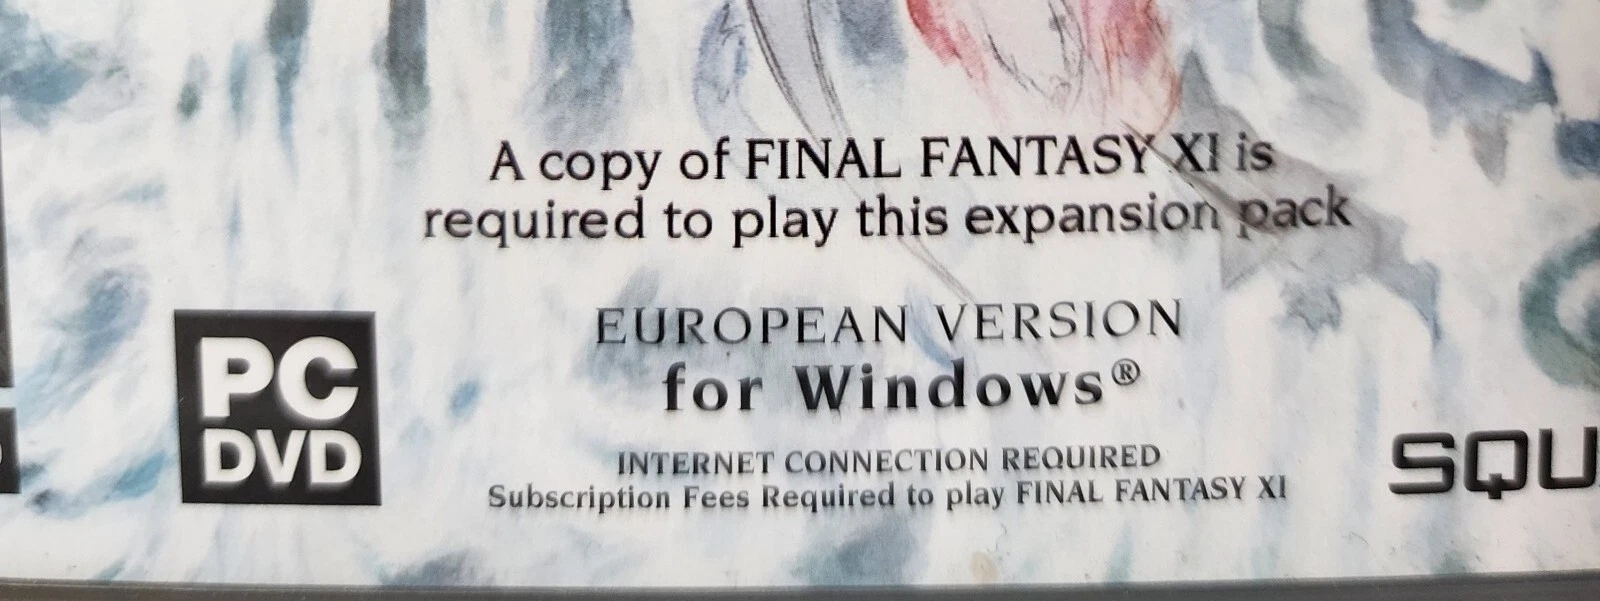 A copy of FINAL FANTASY XI is
required to play this expansion pack
EUROPEAN VERSION
for Windows®
PC
DVD
INTERNET CONNECTION REQUIRED
Subscription Fees Required to play FINAL FANTASY XI
SQU